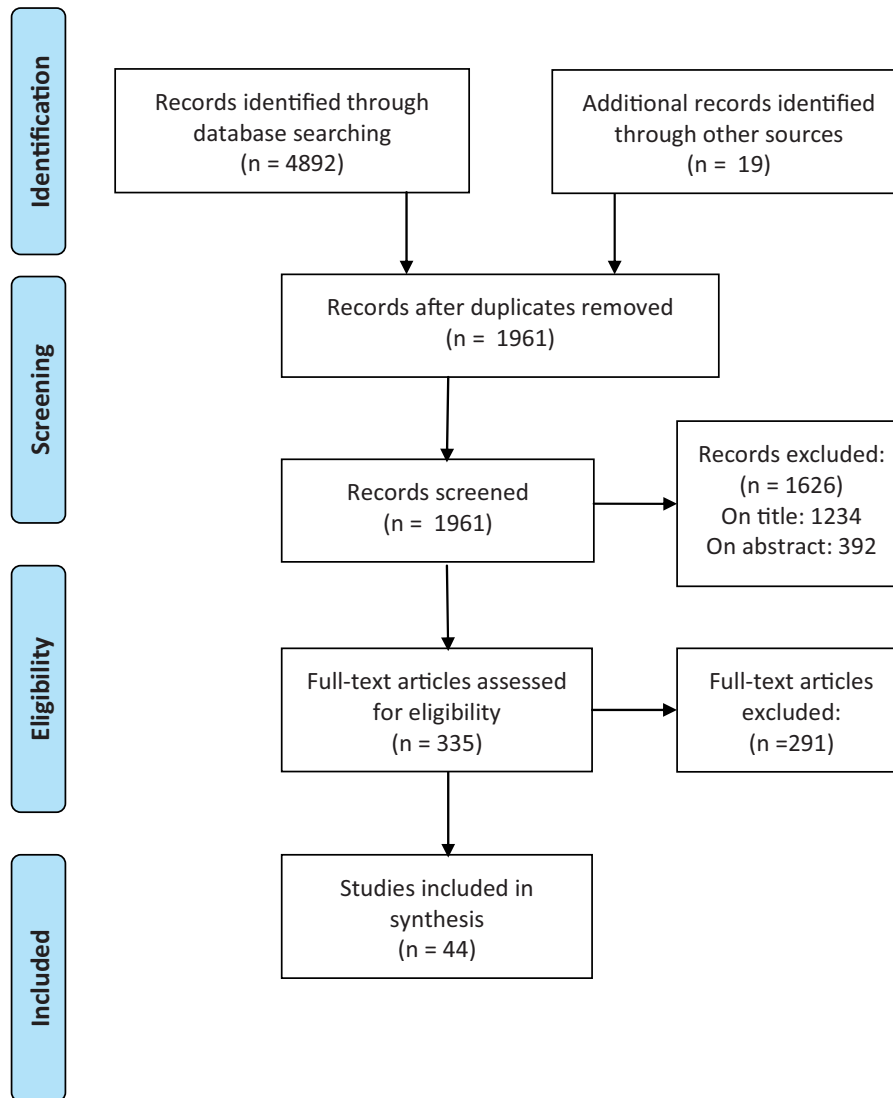 Identification
Records identified through
database searching
(n = 4892)
Additional records identified
through other sources
(n = 19)
Screening
Records after duplicates removed
(n = 1961)
Records screened
(n = 1961)
Records excluded:
(n = 1626)
On title: 1234
On abstract: 392
Eligibility
Full-text articles assessed
for eligibility
(n = 335)
Full-text articles
excluded:
(n =291)
Included
Studies included in
synthesis
(n = 44)